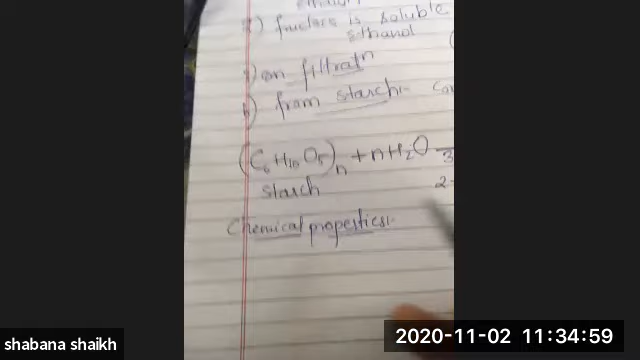 fructose is soluble
ethanol
on filtratn
b) from starch:-
(C6H10O5)n + nH2O
starch
Chemical properties:-
shabana shaikh
2020-11-02 11:34:59